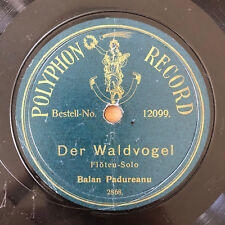 POLYPHON RECORD
Bestell-No. 12099.
Der Waldvogel
Flöten-Solo
Balan Padureanu
2868.